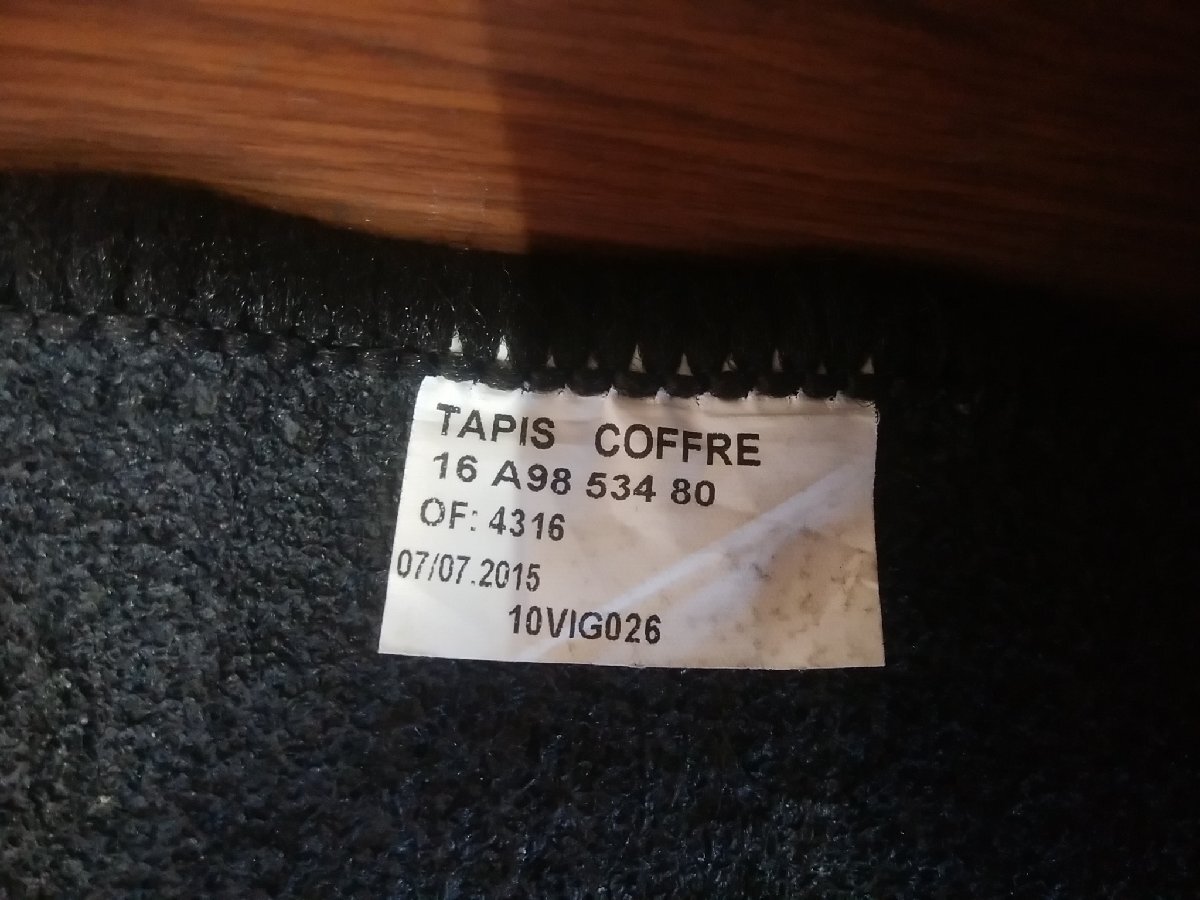 TAPIS COFFRE
16 A98 534 80
OF: 4316
07/07.2015
10VIG026